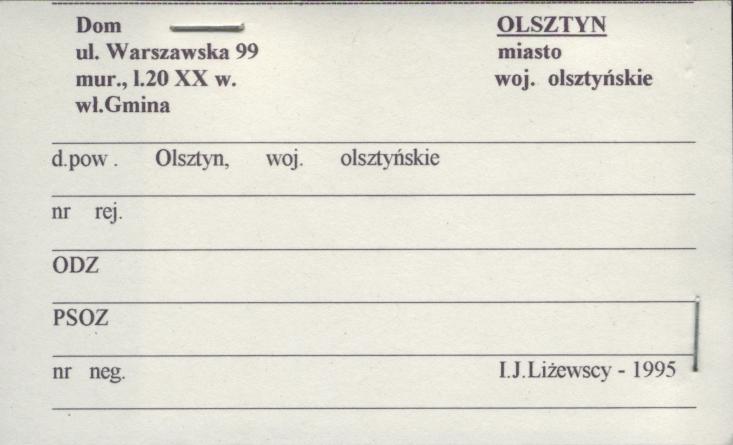 Dom
ul. Warszawska 99
mur., l.20 XX w.
wł.Gmina
OLSZTYN
miasto
woj. olsztyńskie
d.pow . Olsztyn, woj. olsztyńskie
nr rej.
ODZ
PSOZ
nr neg. I.J.Liżewscy - 1995